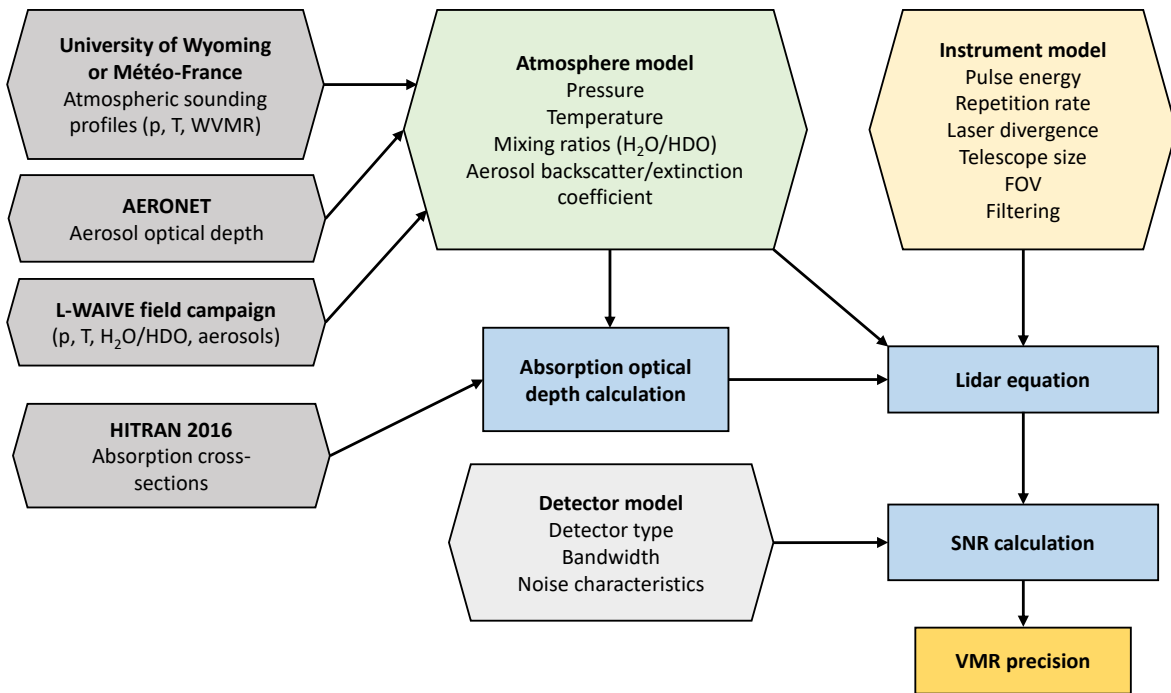 University of Wyoming
or Météo-France
Atmospheric sounding
profiles (p, T, WVMR)
AERONET
Aerosol optical depth
L-WAIVE field campaign
(p, T, H₂O/HDO, aerosols)
HITRAN 2016
Absorption cross-
sections
Atmosphere model
Pressure
Temperature
Mixing ratios (H₂O/HDO)
Aerosol backscatter/extinction
coefficient
Absorption optical
depth calculation
Detector model
Detector type
Bandwidth
Noise characteristics
Instrument model
Pulse energy
Repetition rate
Laser divergence
Telescope size
FOV
Filtering
Lidar equation
SNR calculation
VMR precision